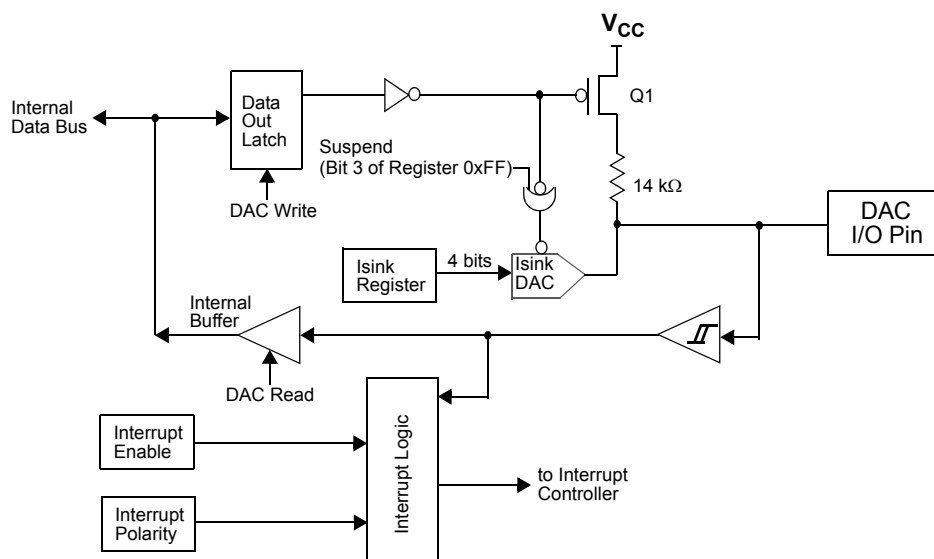 VCC
Q1
Internal
Data Bus
Data
Out
Latch
Suspend
(Bit 3 of Register 0xFF)
14 kΩ
DAC Write
DAC
I/O Pin
Isink
Register
4 bits
Isink
DAC
Internal
Buffer
DAC Read
Interrupt Logic
Interrupt
Enable
to Interrupt
Controller
Interrupt
Polarity